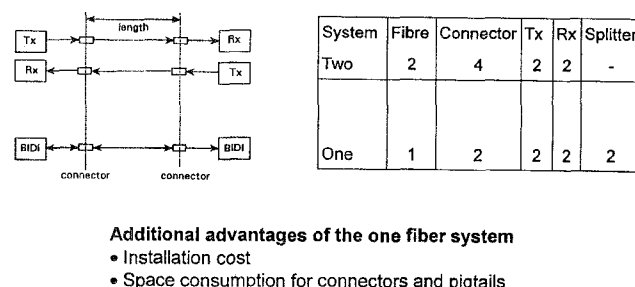 length
Tx
Rx
Rx
Tx
BIDI
BIDI
connector
connector
System Fibre Connector Tx Rx Splitter
Two 2 4 2 2 -
One 1 2 2 2 2
Additional advantages of the one fiber system
• Installation cost
• Space consumption for connectors and pigtails